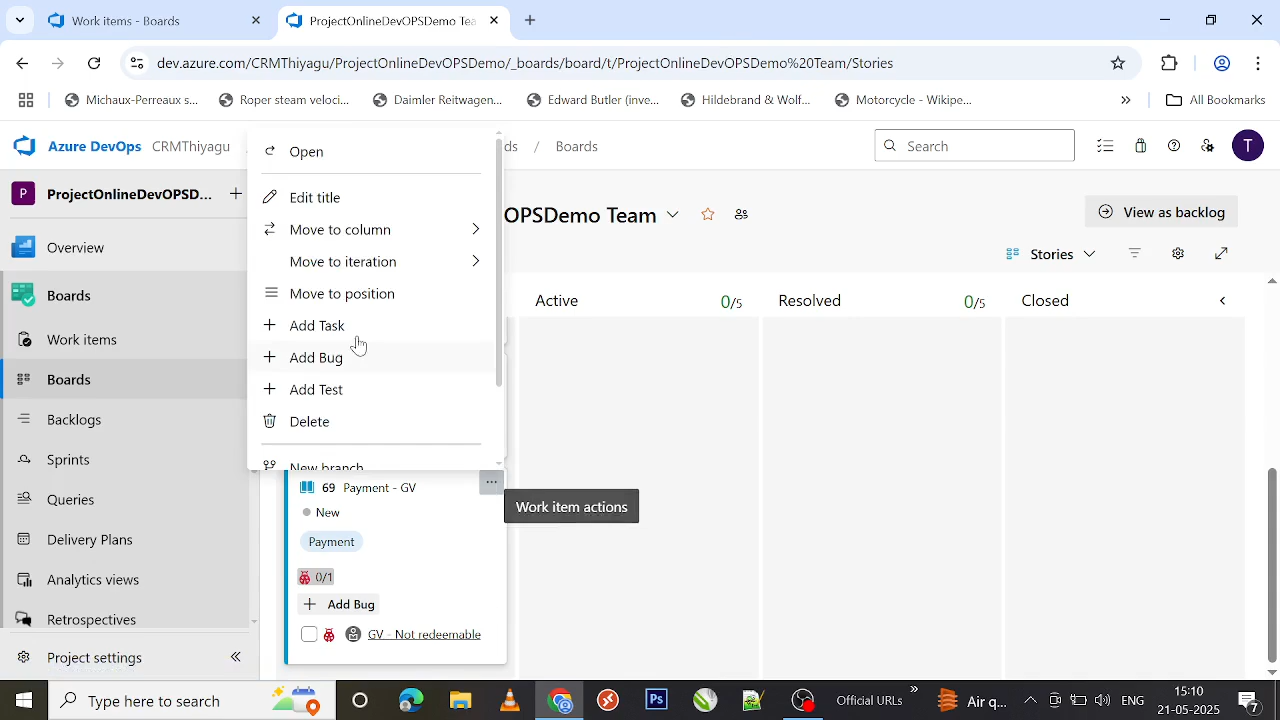 Work items - Boards
ProjectOnlineDevOPSDemo Tea
dev.azure.com/CRMThiyagu/ProjectOnlineDevOPSDemo/_boards/board/t/ProjectOnlineDevOPSDemo%20Team/Stories
Michaux-Perreaux s...
Roper steam veloci...
Daimler Reitwagen...
Edward Butler (inve...
Hildebrand & Wolf...
Motorcycle - Wikipe...
All Bookmarks
Azure DevOps
CRMThiyagu
ds / Boards
Search
T
P
ProjectOnlineDevOPSD...
OPSDemo Team
View as backlog
Overview
Boards
Work items
Boards
Backlogs
Sprints
Queries
Delivery Plans
Analytics views
Retrospectives
Project settings
Open
Edit title
Move to column
Move to iteration
Move to position
Add Task
Add Bug
Add Test
Delete
New branch
Stories
Active
0/5
Resolved
0/5
Closed
69 Payment - GV
Work item actions
New
Payment
0/1
Add Bug
GV - Not redeemable
Type here to search
Ps
Official URLs
Air q...
ENG
15:10
21-05-2025
7